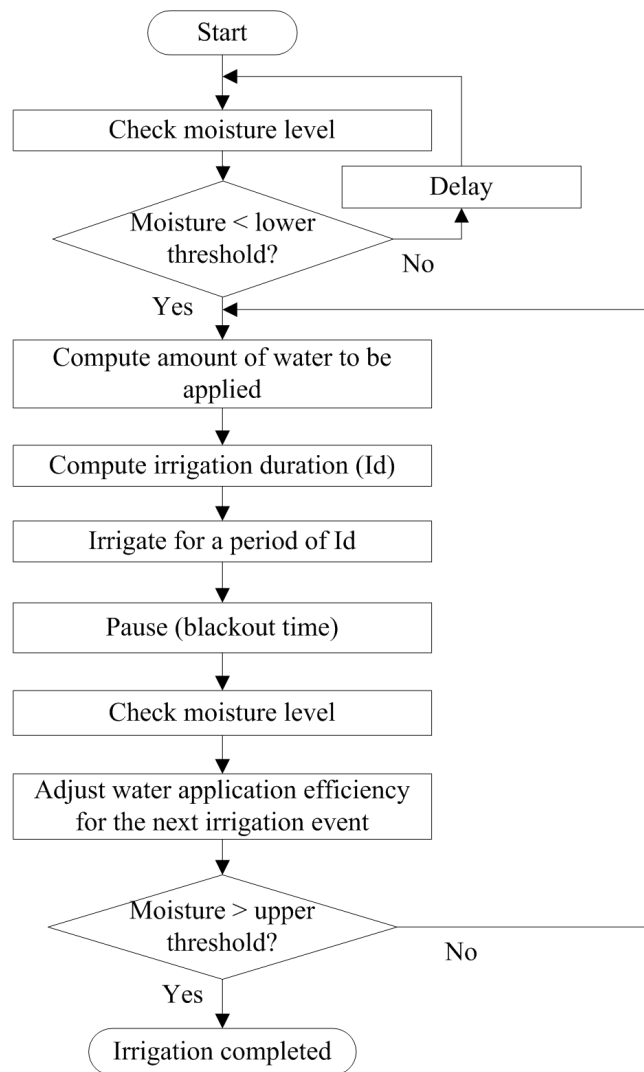 Start
Check moisture level
Delay
Moisture < lower
threshold?
No
Yes
Compute amount of water to be
applied
Compute irrigation duration (Id)
Irrigate for a period of Id
Pause (blackout time)
Check moisture level
Adjust water application efficiency
for the next irrigation event
Moisture > upper
threshold?
No
Yes
Irrigation completed